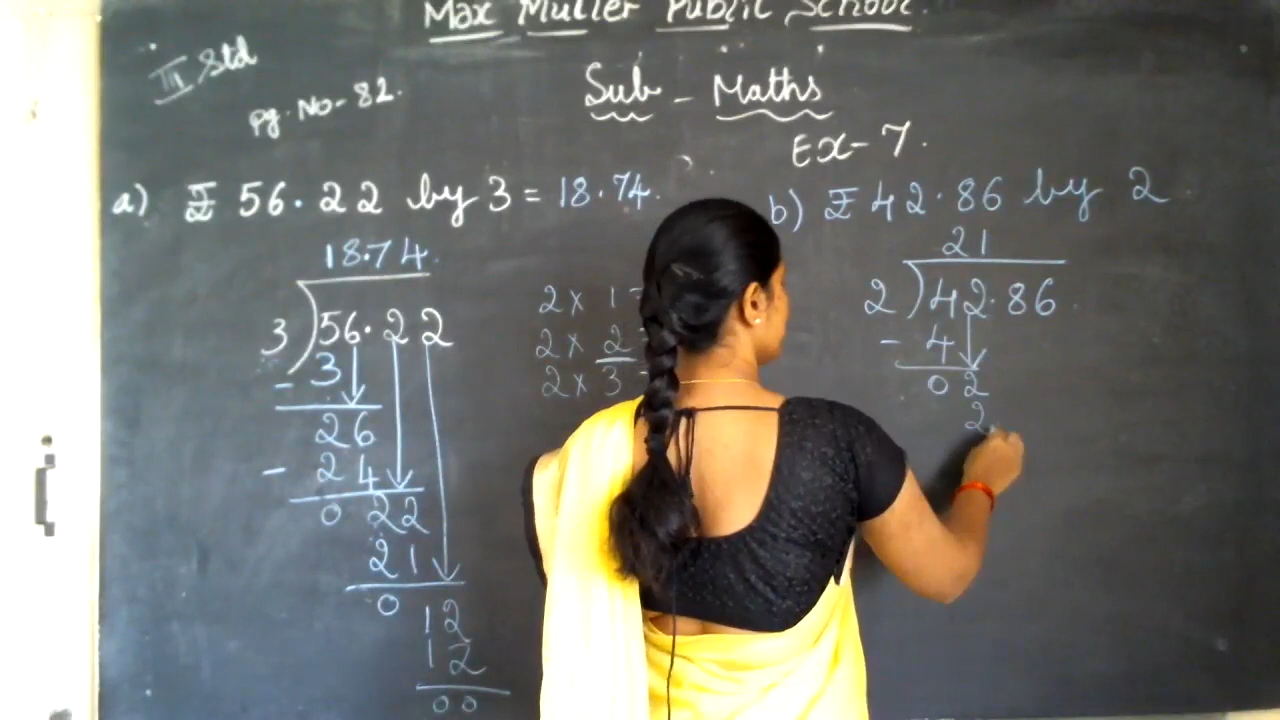 Max Muller Public School.
III Std
Pg. No - 82.
Sub - Maths
Ex - 7.
a) ₹ 56.22 by 3 = 18.74.
18.74.
3)56.22
- 3
26
- 24
0 22
21
0 12
12
00
2 x 1
2 x 2
2 x 3
b) ₹ 42.86 by 2
21
2)42.86
- 4
0 2
2